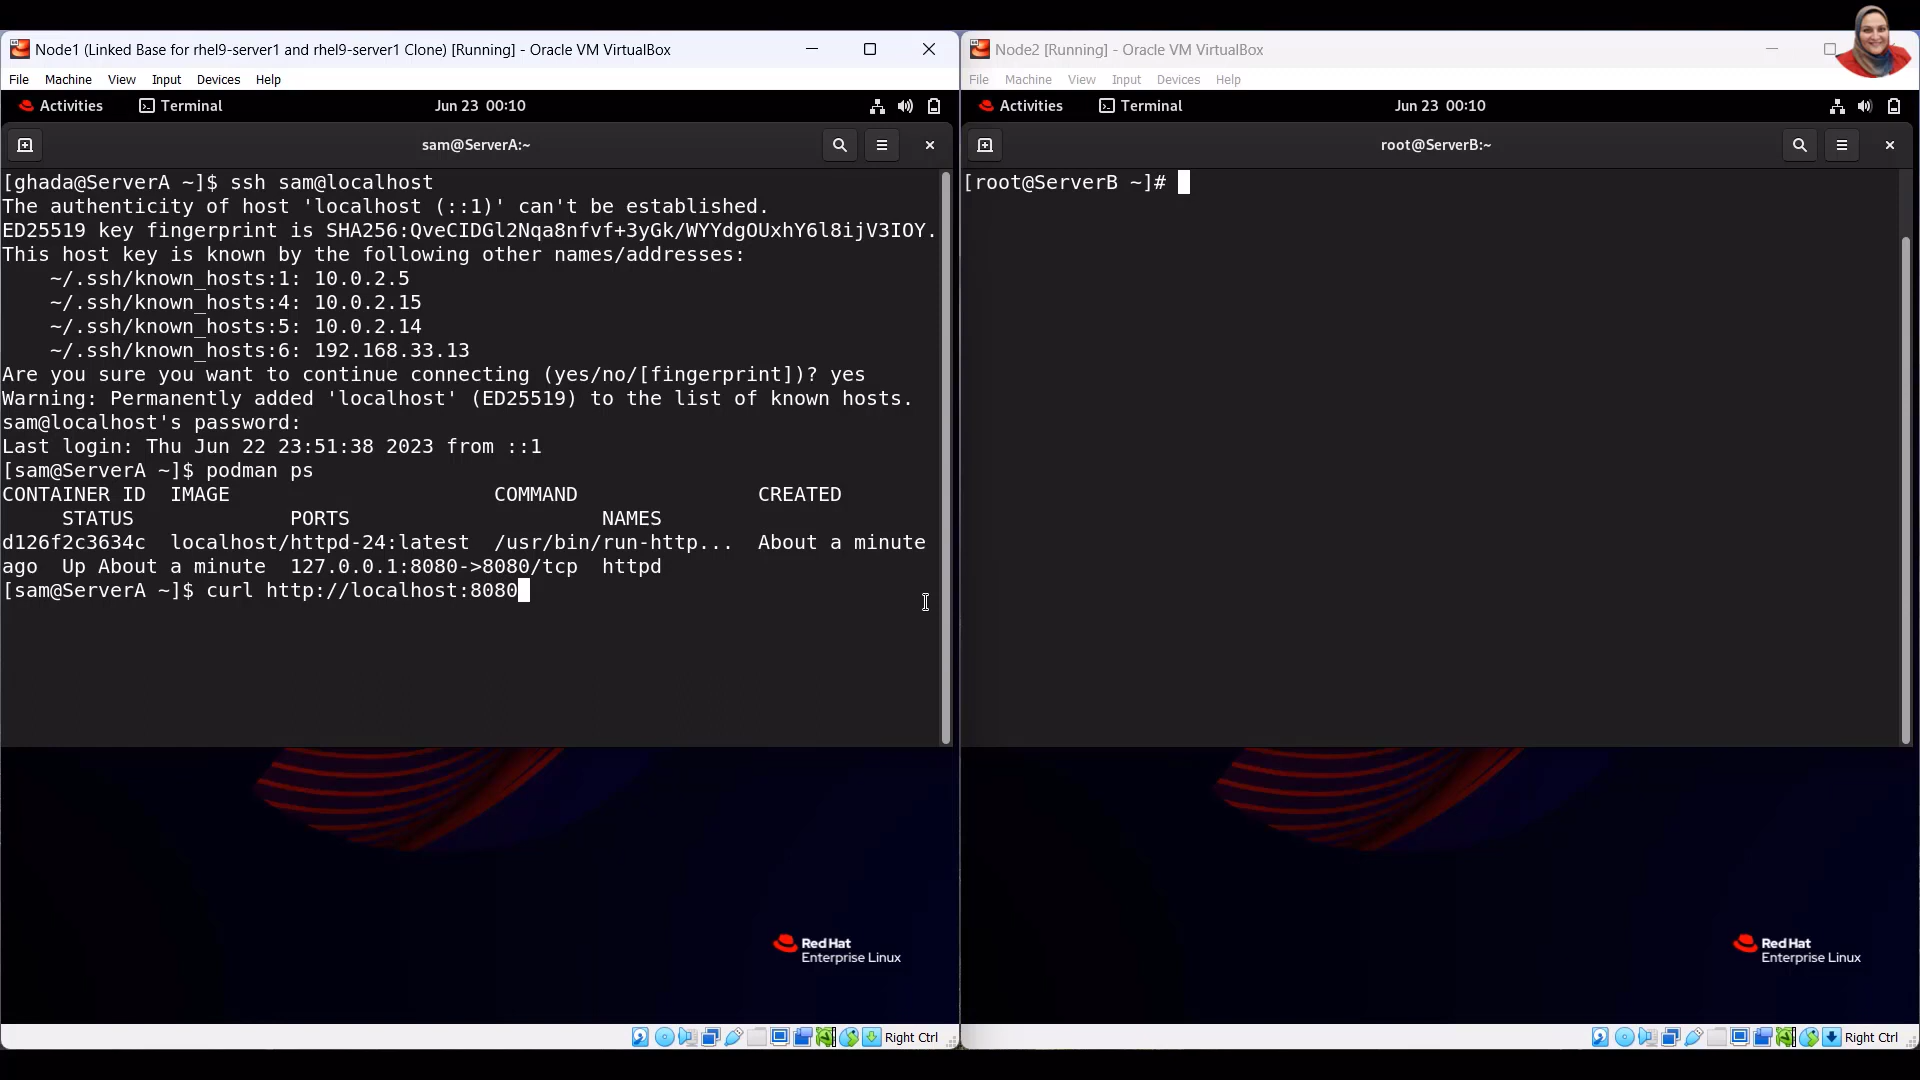 Node1 (Linked Base for rhel9-server1 and rhel9-server1 Clone) [Running] - Oracle VM VirtualBox
File Machine View Input Devices Help
Activities Terminal Jun 23 00:10
sam@ServerA:~
[ghada@ServerA ~]$ ssh sam@localhost
The authenticity of host 'localhost (::1)' can't be established.
ED25519 key fingerprint is SHA256:QveCIDGl2Nqa8nfvf+3yGk/WYYdgOUxhY6l8ijV3IOY.
This host key is known by the following other names/addresses:
    ~/.ssh/known_hosts:1: 10.0.2.5
    ~/.ssh/known_hosts:4: 10.0.2.15
    ~/.ssh/known_hosts:5: 10.0.2.14
    ~/.ssh/known_hosts:6: 192.168.33.13
Are you sure you want to continue connecting (yes/no/[fingerprint])? yes
Warning: Permanently added 'localhost' (ED25519) to the list of known hosts.
sam@localhost's password:
Last login: Thu Jun 22 23:51:38 2023 from ::1
[sam@ServerA ~]$ podman ps
CONTAINER ID  IMAGE                      COMMAND               CREATED
     STATUS             PORTS                     NAMES
d126f2c3634c  localhost/httpd-24:latest  /usr/bin/run-http...  About a minute
ago  Up About a minute  127.0.0.1:8080->8080/tcp  httpd
[sam@ServerA ~]$ curl http://localhost:8080
Red Hat
Enterprise Linux
Right Ctrl
Node2 [Running] - Oracle VM VirtualBox
File Machine View Input Devices Help
Activities Terminal Jun 23 00:10
root@ServerB:~
[root@ServerB ~]#
Red Hat
Enterprise Linux
Right Ctrl